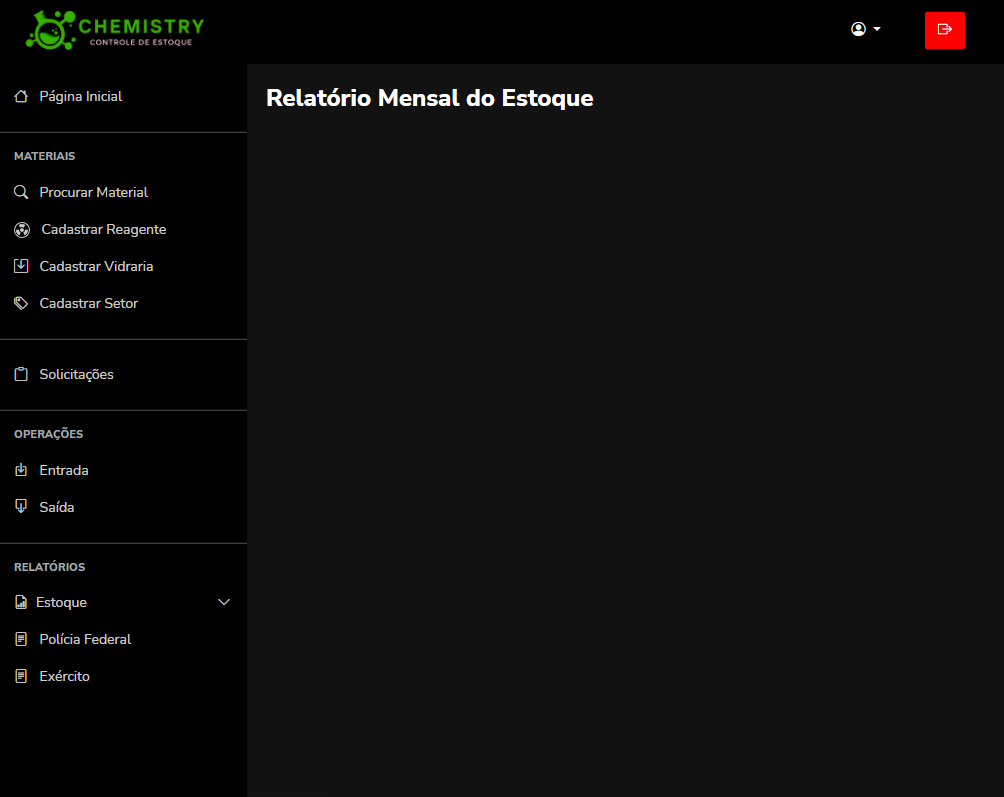 CHEMISTRY
CONTROLE DE ESTOQUE
Página Inicial
Relatório Mensal do Estoque
MATERIAIS
Procurar Material
Cadastrar Reagente
Cadastrar Vidraria
Cadastrar Setor
Solicitações
OPERAÇÕES
Entrada
Saída
RELATÓRIOS
Estoque
Polícia Federal
Exército